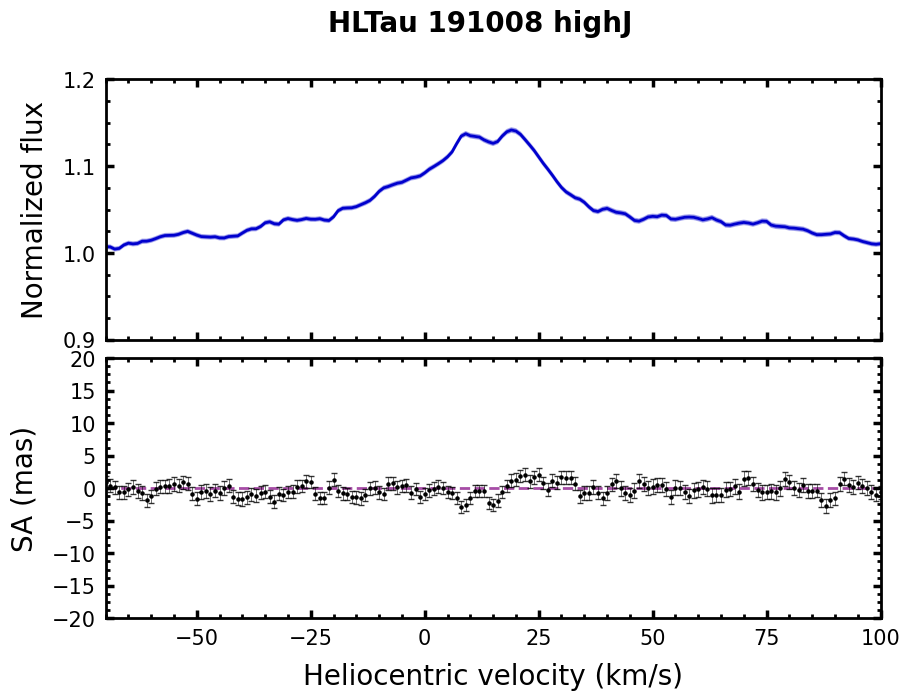 HLTau 191008 highJ
Normalized flux
1.2
1.1
1.0
0.9
SA (mas)
20
15
10
5
0
−5
−10
−15
−20
−50 −25 0 25 50 75 100
Heliocentric velocity (km/s)